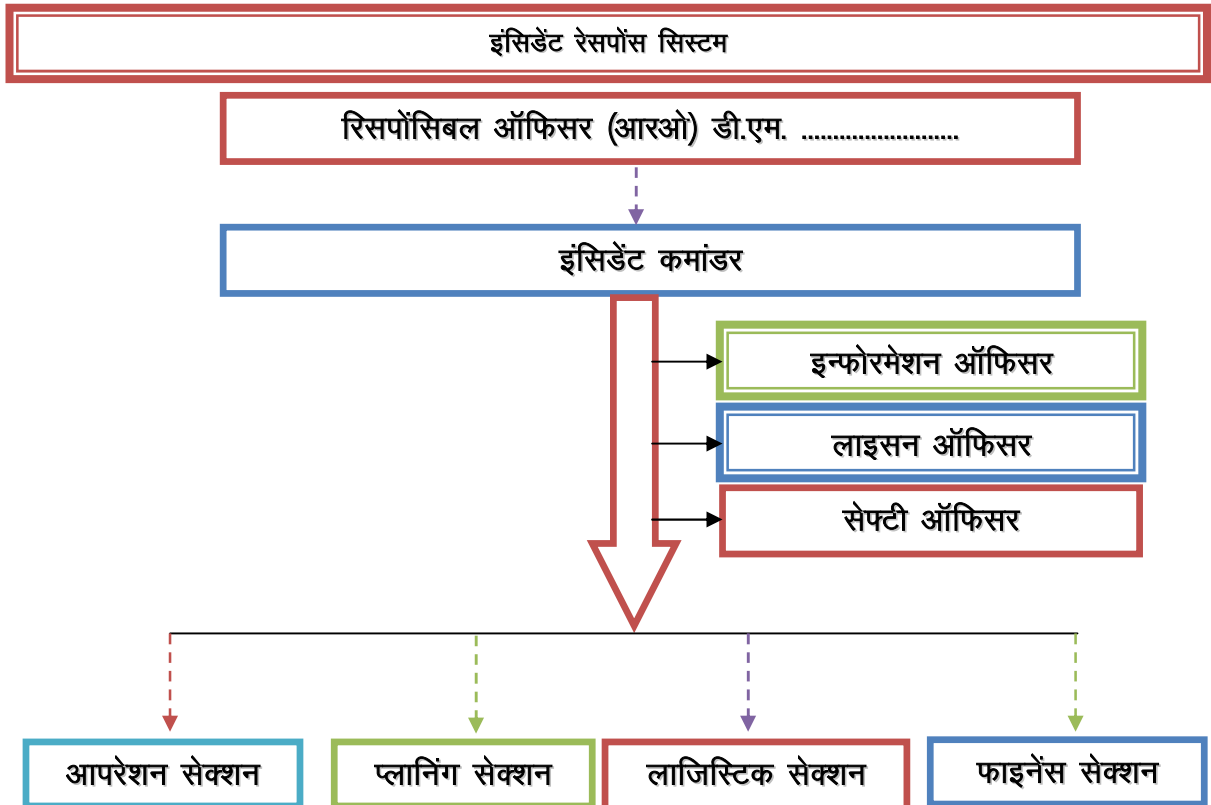 इंसिडेंट रेसपोंस सिस्टम
रिसपोंसिबल ऑफिसर (आरओ) डी.एम. .........................
इंसिडेंट कमांडर
इन्फोरमेशन ऑफिसर
लाइसन ऑफिसर
सेफ्टी ऑफिसर
आपरेशन सेक्शन
प्लानिंग सेक्शन
लाजिस्टिक सेक्शन
फाइनेंस सेक्शन